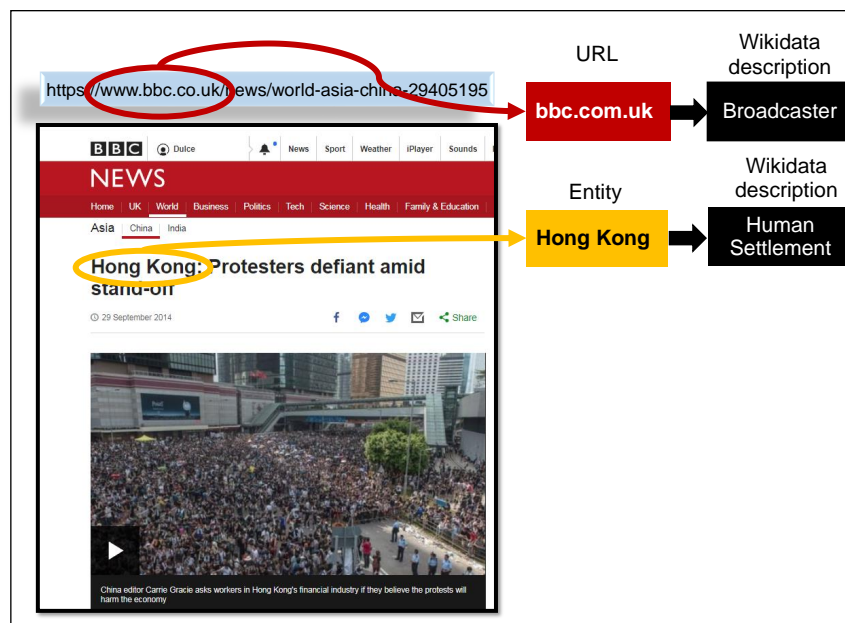 URL
Wikidata
description
https://www.bbc.co.uk/news/world-asia-china-29405195
bbc.com.uk
Broadcaster
BBC Dulce News Sport Weather iPlayer Sounds
NEWS
Home UK World Business Politics Tech Science Health Family & Education
Asia China India
Entity
Wikidata
description
Hong Kong
Human
Settlement
Hong Kong: Protesters defiant amid
stand-off
29 September 2014
f Share
China editor Carrie Gracie asks workers in Hong Kong's financial industry if they believe the protests will
harm the economy